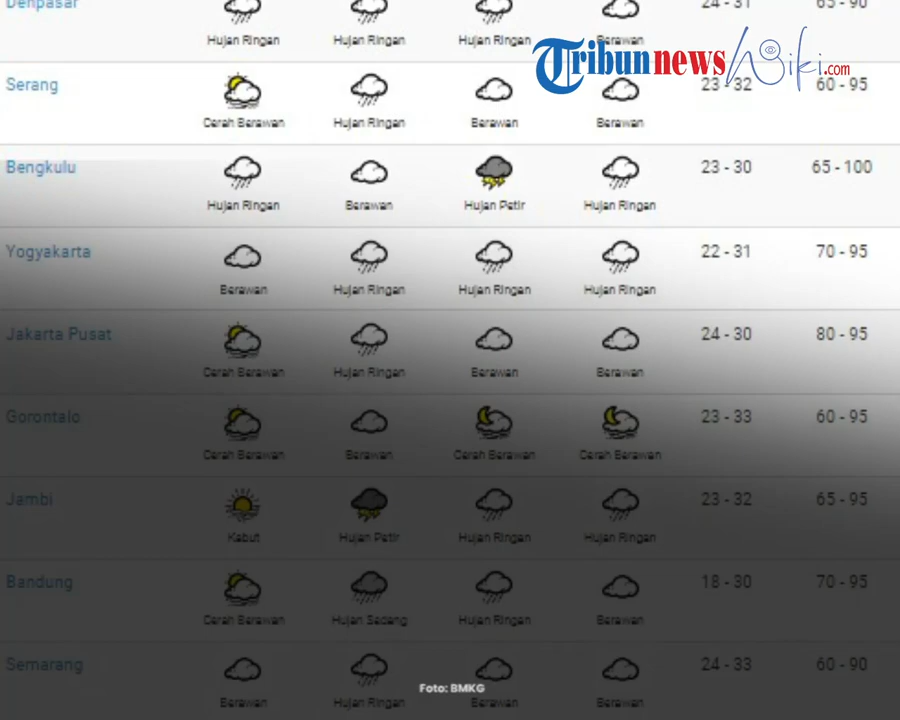 Denpasar 24 - 31 65 - 90
Hujan Ringan Hujan Ringan Hujan Ringan Berawan
Tribunnews Wiki.com
Serang 23 - 32 60 - 95
Cerah Berawan Hujan Ringan Berawan Berawan
Bengkulu 23 - 30 65 - 100
Hujan Ringan Berawan Hujan Petir Hujan Ringan
Yogyakarta 22 - 31 70 - 95
Berawan Hujan Ringan Hujan Ringan Hujan Ringan
Jakarta Pusat 24 - 30 80 - 95
Cerah Berawan Hujan Ringan Berawan Berawan
Gorontalo 23 - 33 60 - 95
Cerah Berawan Berawan Cerah Berawan Cerah Berawan
Jambi 23 - 32 65 - 95
Kabut Hujan Petir Hujan Ringan Hujan Ringan
Bandung 18 - 30 70 - 95
Cerah Berawan Hujan Sedang Hujan Ringan Berawan
Semarang 24 - 33 60 - 90
Foto: BMKG
Berawan Hujan Ringan Berawan Berawan